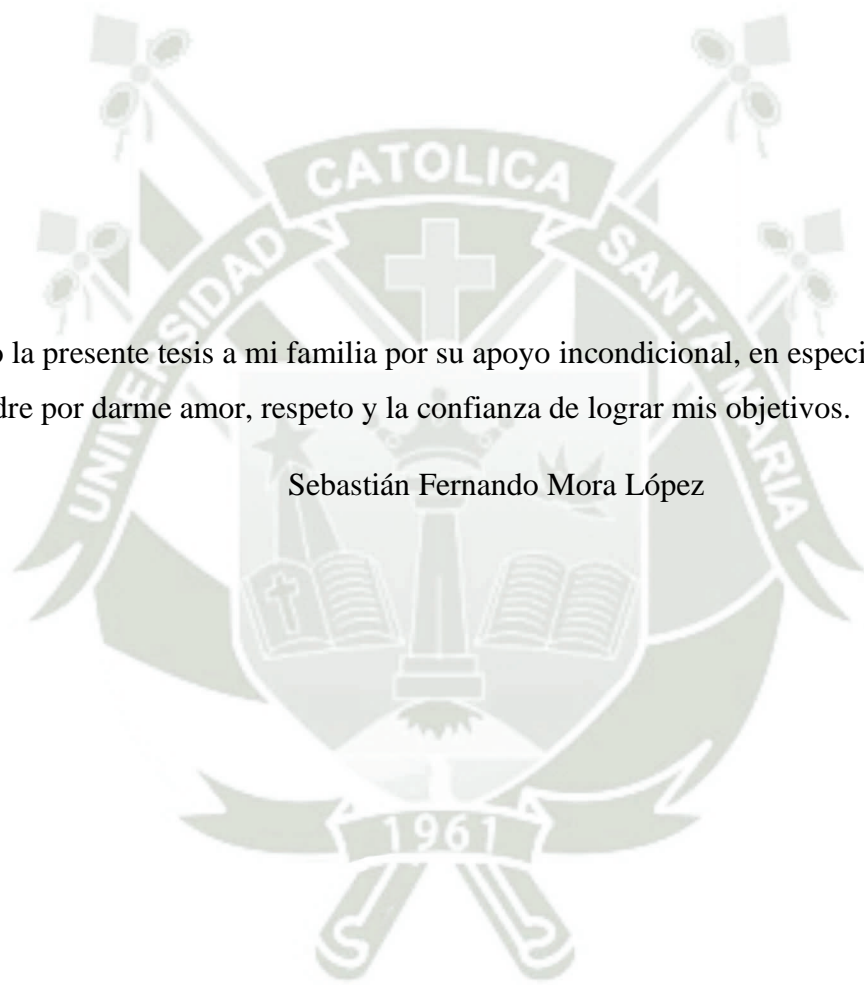 UNIVERSIDAD CATOLICA SANTA MARIA
o la presente tesis a mi familia por su apoyo incondicional, en especi
dre por darme amor, respeto y la confianza de lograr mis objetivos.
Sebastián Fernando Mora López
1961